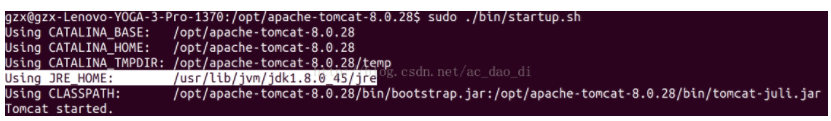 gzx@gzx-Lenovo-YOGA-3-Pro-1370:/opt/apache-tomcat-8.0.28$ sudo ./bin/startup.sh
Using CATALINA_BASE:   /opt/apache-tomcat-8.0.28
Using CATALINA_HOME:   /opt/apache-tomcat-8.0.28
Using CATALINA_TMPDIR: /opt/apache-tomcat-8.0.28/temp
Using JRE_HOME:        /usr/lib/jvm/jdk1.8.0_45/jre
og.csdn.net/ac_dao_di
Using CLASSPATH:       /opt/apache-tomcat-8.0.28/bin/bootstrap.jar:/opt/apache-tomcat-8.0.28/bin/tomcat-juli.jar
Tomcat started.